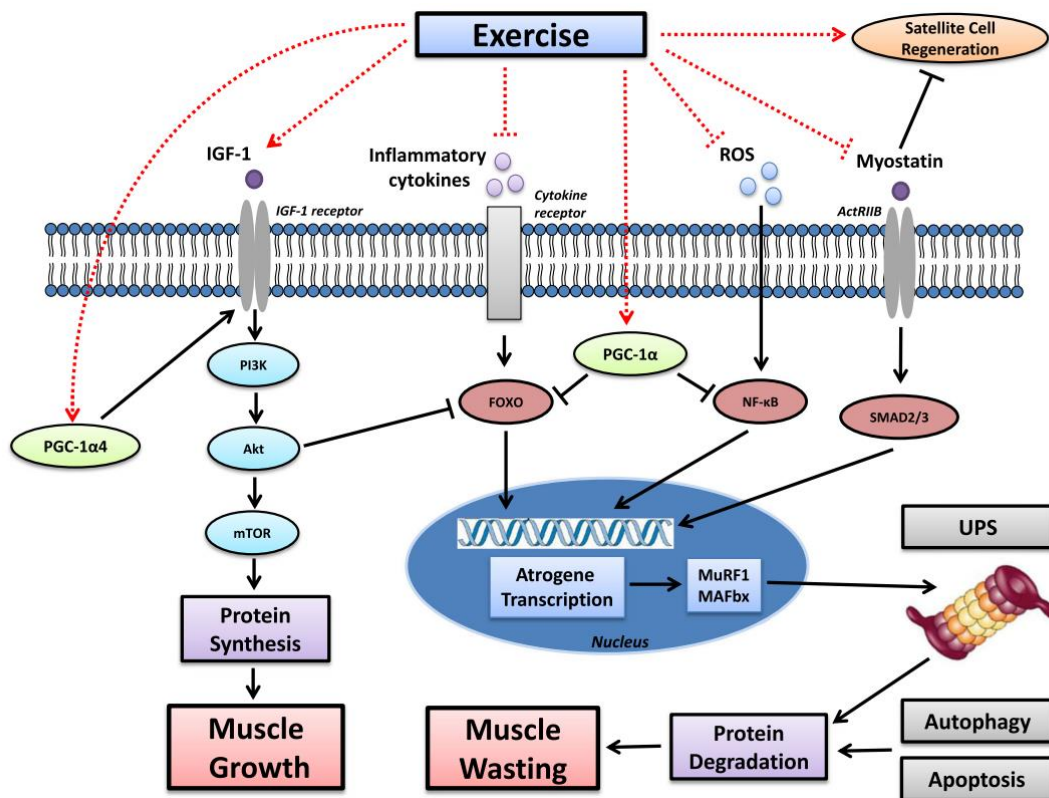 Exercise
Satellite Cell
Regeneration
IGF-1
Inflammatory
cytokines
ROS
Myostatin
IGF-1 receptor
Cytokine
receptor
ActRIIB
PI3K
PGC-1α
FOXO
NF-κB
SMAD2/3
PGC-1α4
Akt
mTOR
UPS
Atrogene
Transcription
MuRF1
MAFbx
Nucleus
Protein
Synthesis
Muscle
Growth
Muscle
Wasting
Protein
Degradation
Autophagy
Apoptosis